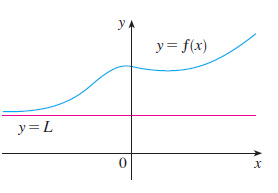 y
y = f(x)
y = L
0
x